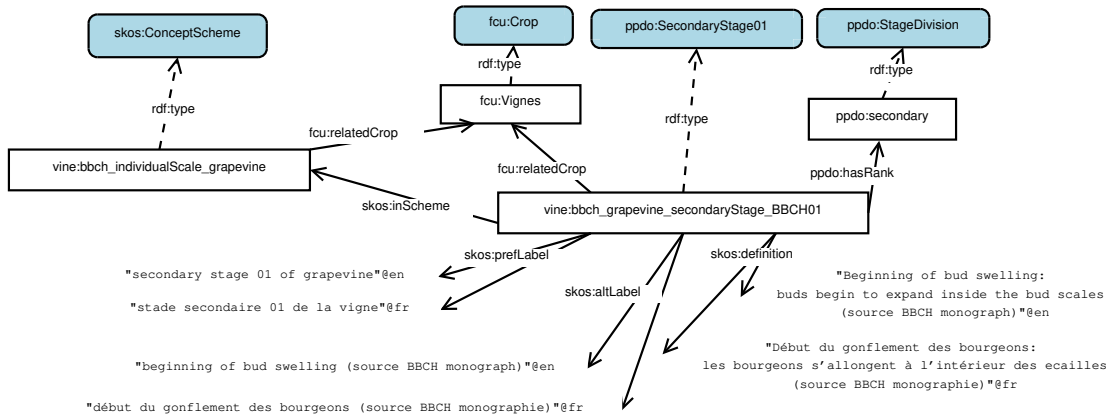 skos:ConceptScheme
fcu:Crop
ppdo:SecondaryStage01
ppdo:StageDivision
rdf:type
rdf:type
rdf:type
rdf:type
fcu:Vignes
ppdo:secondary
fcu:relatedCrop
vine:bbch_individualScale_grapevine
fcu:relatedCrop
ppdo:hasRank
skos:inScheme
vine:bbch_grapevine_secondaryStage_BBCH01
skos:prefLabel
skos:definition
skos:altLabel
"secondary stage 01 of grapevine"@en
"stade secondaire 01 de la vigne"@fr
"Beginning of bud swelling:
buds begin to expand inside the bud scales
(source BBCH monograph)"@en
"Début du gonflement des bourgeons:
les bourgeons s'allongent à l'intérieur des ecailles
(source BBCH monographie)"@fr
"beginning of bud swelling (source BBCH monograph)"@en
"début du gonflement des bourgeons (source BBCH monographie)"@fr